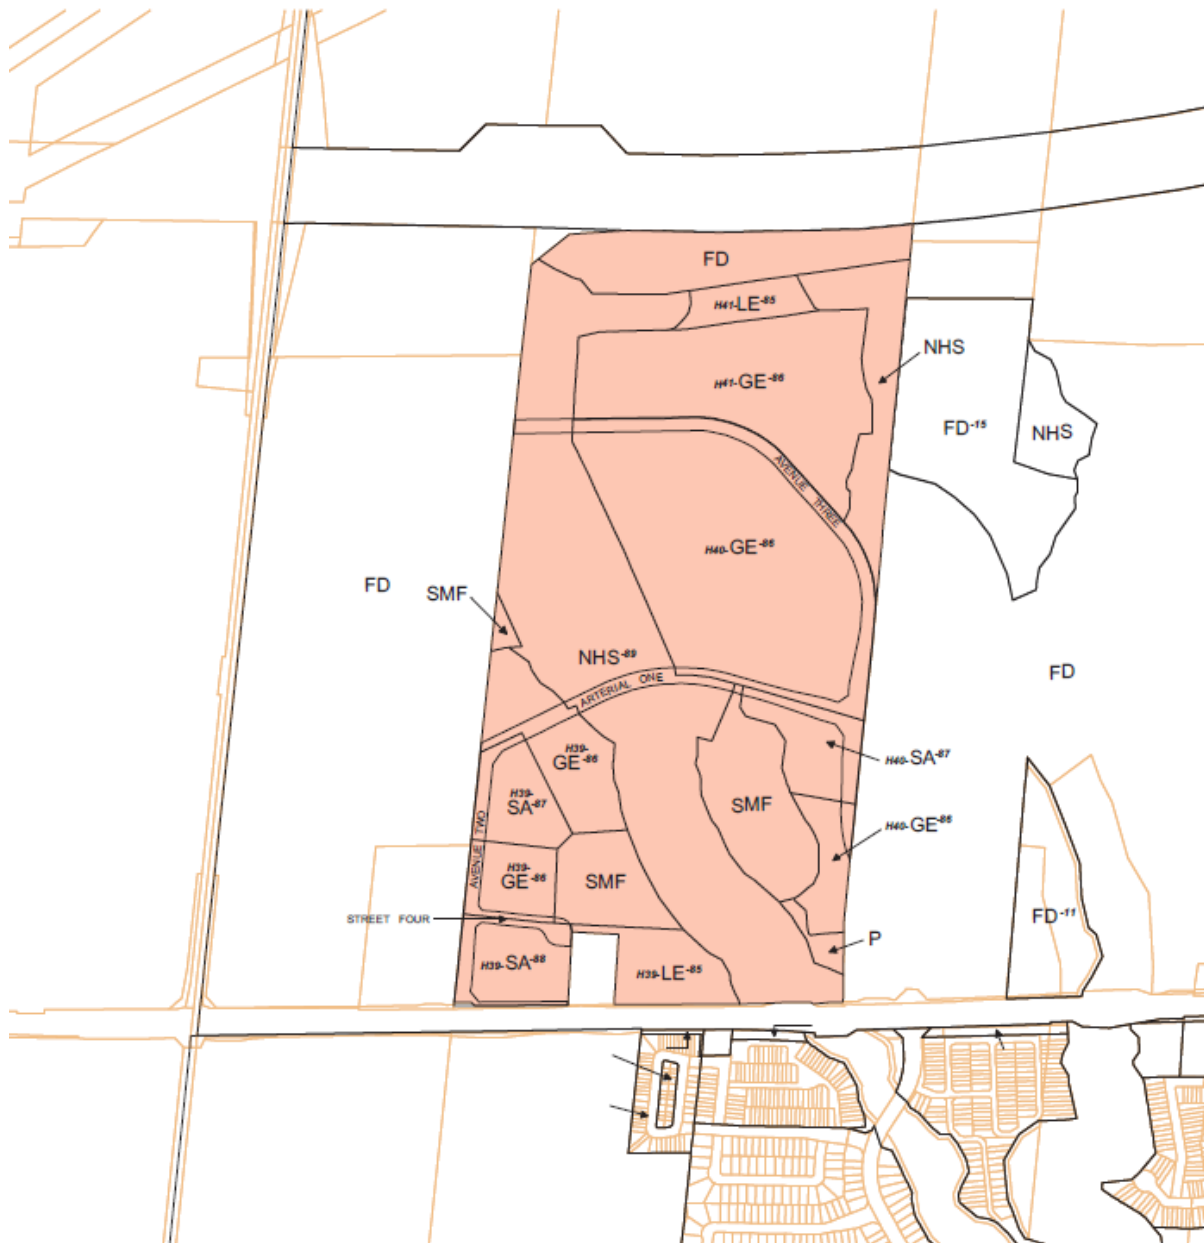 FD
H41-LE-85
NHS
H41-GE-86
FD-15
NHS
AVENUE THREE
H40-GE-86
FD
SMF
NHS-89
FD
ARTERIAL ONE
H39-
GE-86
H40-SA-87
H39-
SA-87
SMF
H40-GE-86
AVENUE TWO
H39-
GE-86
SMF
STREET FOUR
FD-11
P
H39-SA-88
H39-LE-85